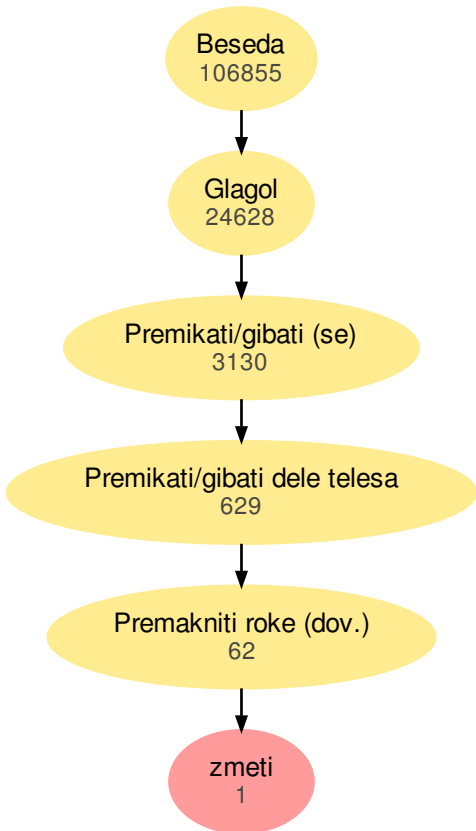 Beseda
106855
Glagol
24628
Premikati/gibati (se)
3130
Premikati/gibati dele telesa
629
Premakniti roke (dov.)
62
zmeti
1